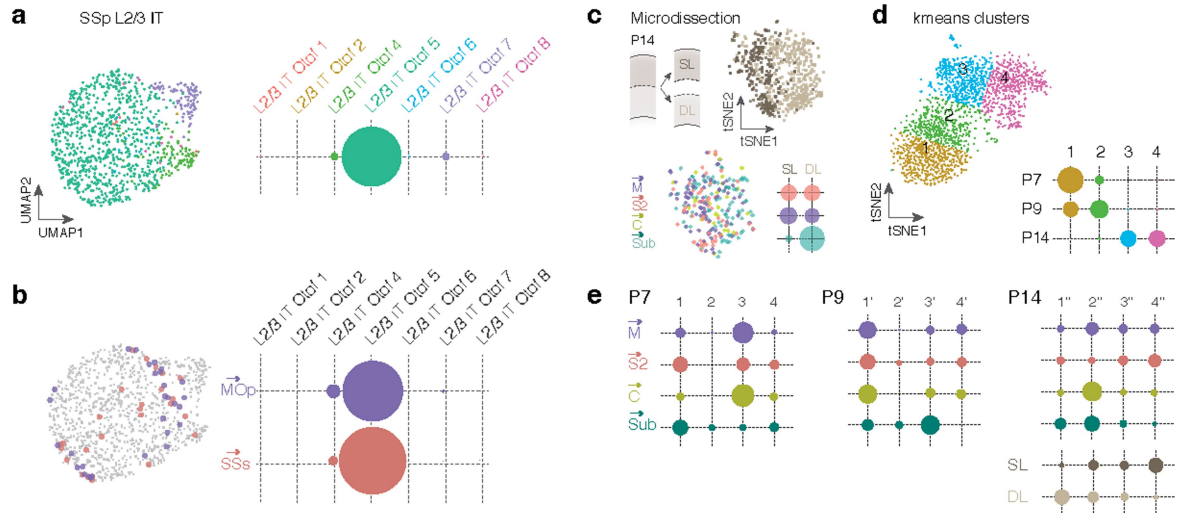 a SSp L2/3 IT
L2/3 IT Otof 1
L2/3 IT Otof 2
L2/3 IT Otof 4
L2/3 IT Otof 5
L2/3 IT Otof 6
L2/3 IT Otof 7
L2/3 IT Otof 8
UMAP2
UMAP1
b
L2/3 IT Otof 1
L2/3 IT Otof 2
L2/3 IT Otof 4
L2/3 IT Otof 5
L2/3 IT Otof 6
L2/3 IT Otof 7
L2/3 IT Otof 8
MOp
SSs
c Microdissection
P14
SL
DL
tSNE2
tSNE1
SL DL
M
S2
C
Sub
d kmeans clusters
3
4
2
1
tSNE2
tSNE1
1 2 3 4
P7
P9
P14
e P7 P9 P14
1 2 3 4 1' 2' 3' 4' 1" 2" 3" 4"
M
S2
C
Sub
SL
DL